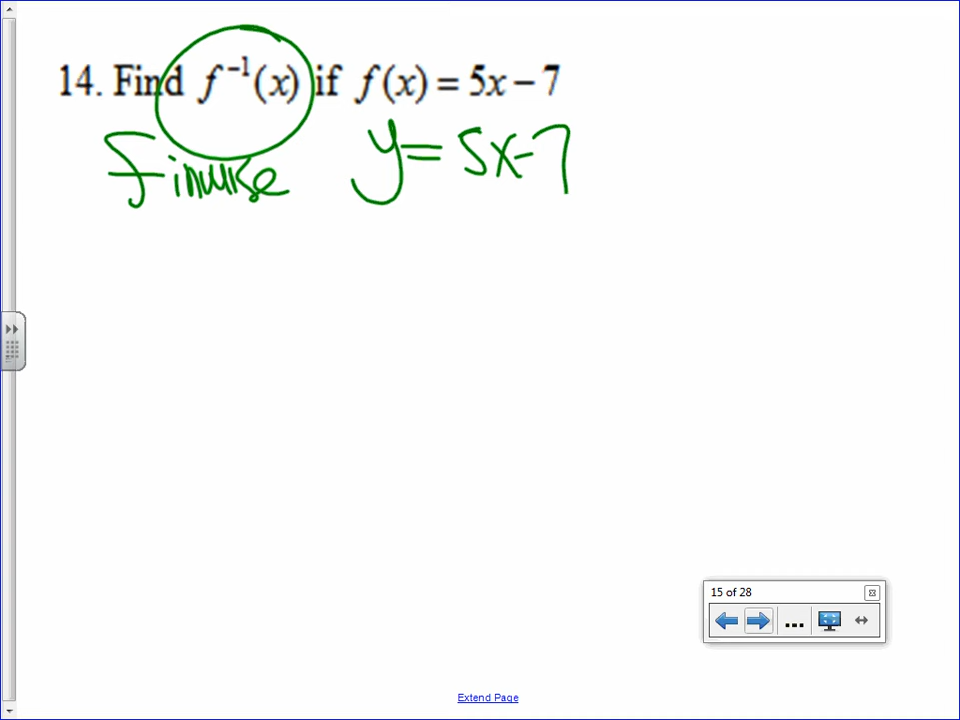 14. Find f⁻¹(x) if f(x) = 5x − 7
f inverse y = 5x - 7
15 of 28
...
Extend Page